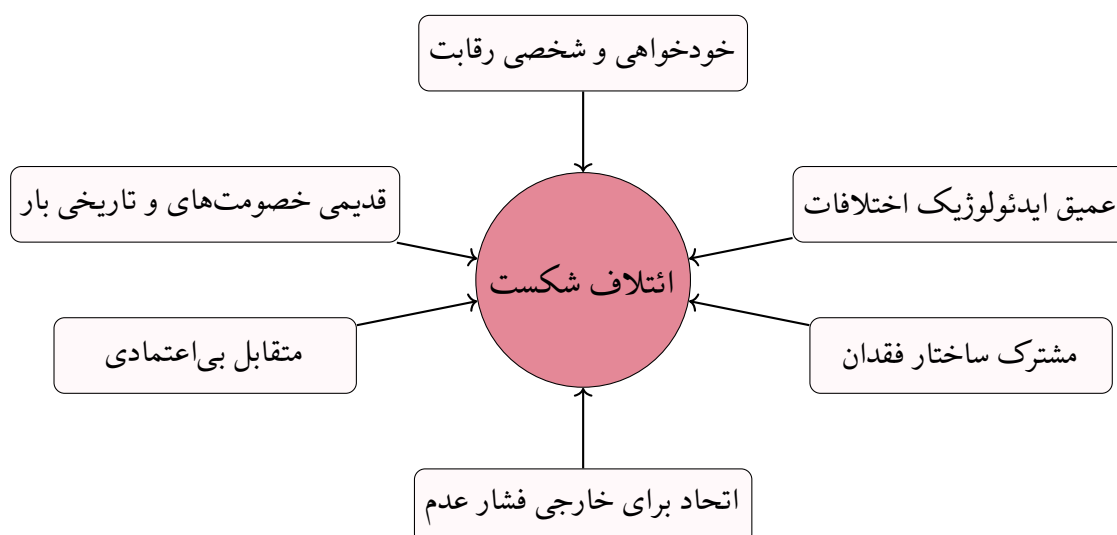 خودخواهی و شخصی رقابت
عمیق ایدئولوژیک اختلافات
قدیمی خصومت‌های و تاریخی بار
ائتلاف شکست
مشترک ساختار فقدان
متقابل بی‌اعتمادی
اتحاد برای خارجی فشار عدم